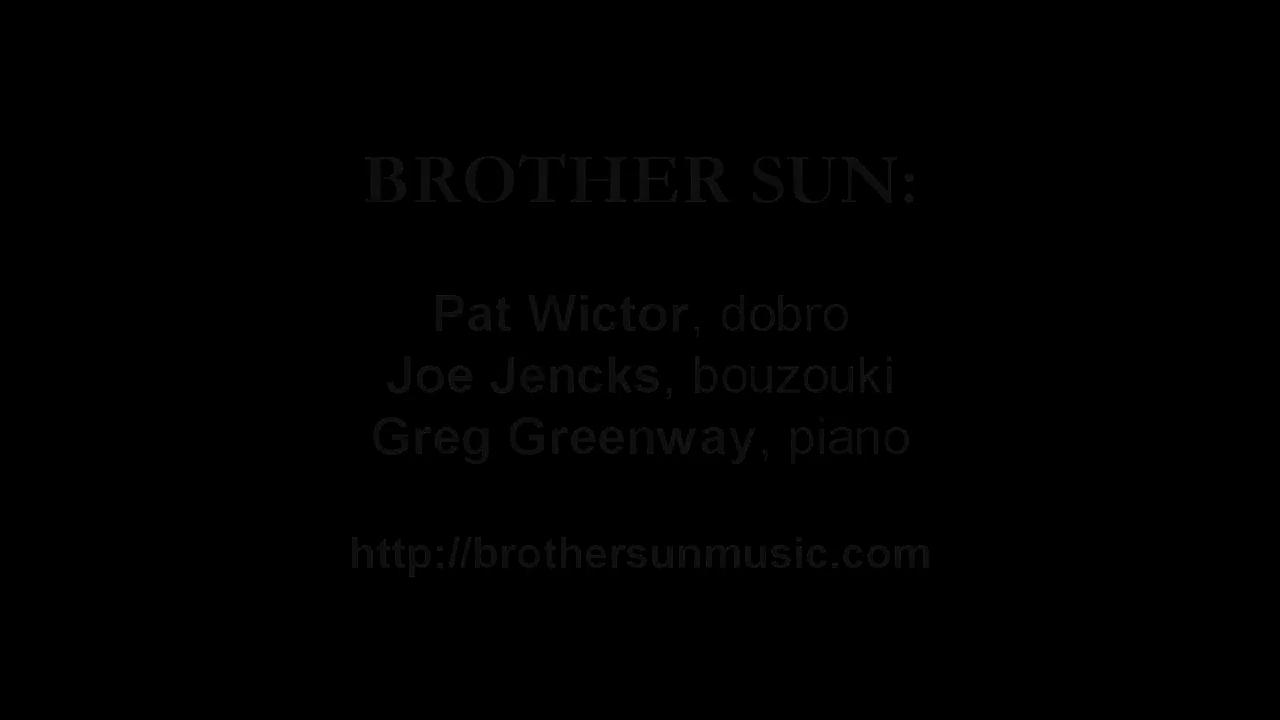 BROTHER SUN:
Pat Wictor, dobro
Joe Jencks, bouzouki
Greg Greenway, piano
http://brothersunmusic.com